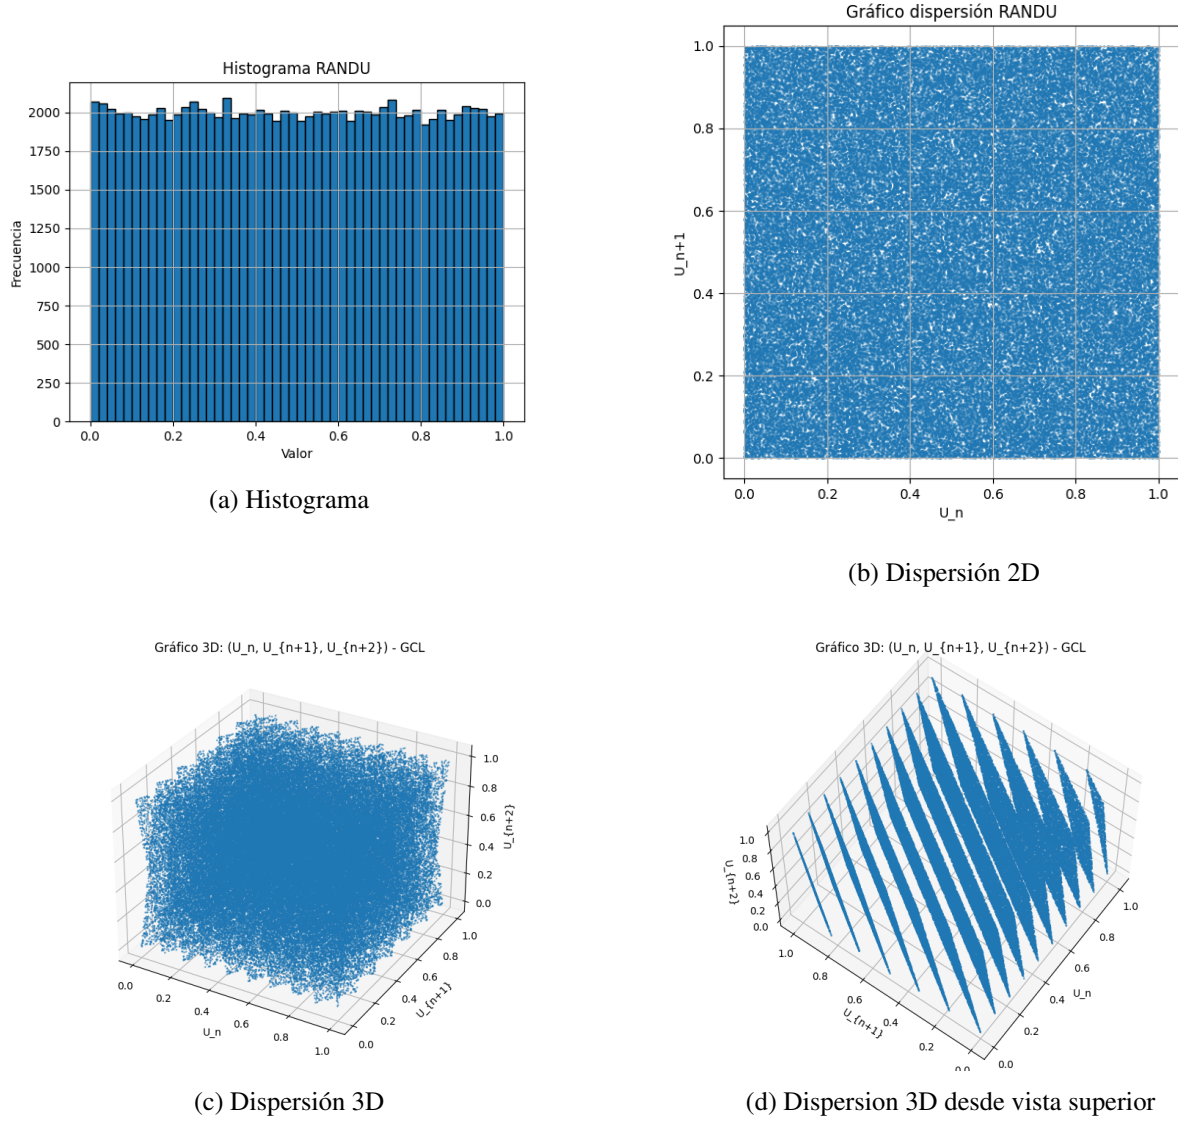 Histograma RANDU
Frecuencia
2000
1750
1500
1250
1000
750
500
250
0
0.0 0.2 0.4 0.6 0.8 1.0
Valor
(a) Histograma
Gráfico dispersión RANDU
U_n+1
1.0
0.8
0.6
0.4
0.2
0.0
0.0 0.2 0.4 0.6 0.8 1.0
U_n
(b) Dispersión 2D
Gráfico 3D: (U_n, U_{n+1}, U_{n+2}) - GCL
1.0
0.8
0.6
0.4
0.2
0.0
U_{n+2}
0.0 0.2 0.4 0.6 0.8 1.0
U_n
0.0 0.2 0.4 0.6 0.8 1.0
U_{n+1}
(c) Dispersión 3D
Gráfico 3D: (U_n, U_{n+1}, U_{n+2}) - GCL
1.0
0.8
0.6
0.4
0.2
0.0
U_{n+2}
1.0 0.8 0.6 0.4 0.2 0.0
U_{n+1}
0.0 0.2 0.4 0.6 0.8 1.0
U_n
(d) Dispersion 3D desde vista superior